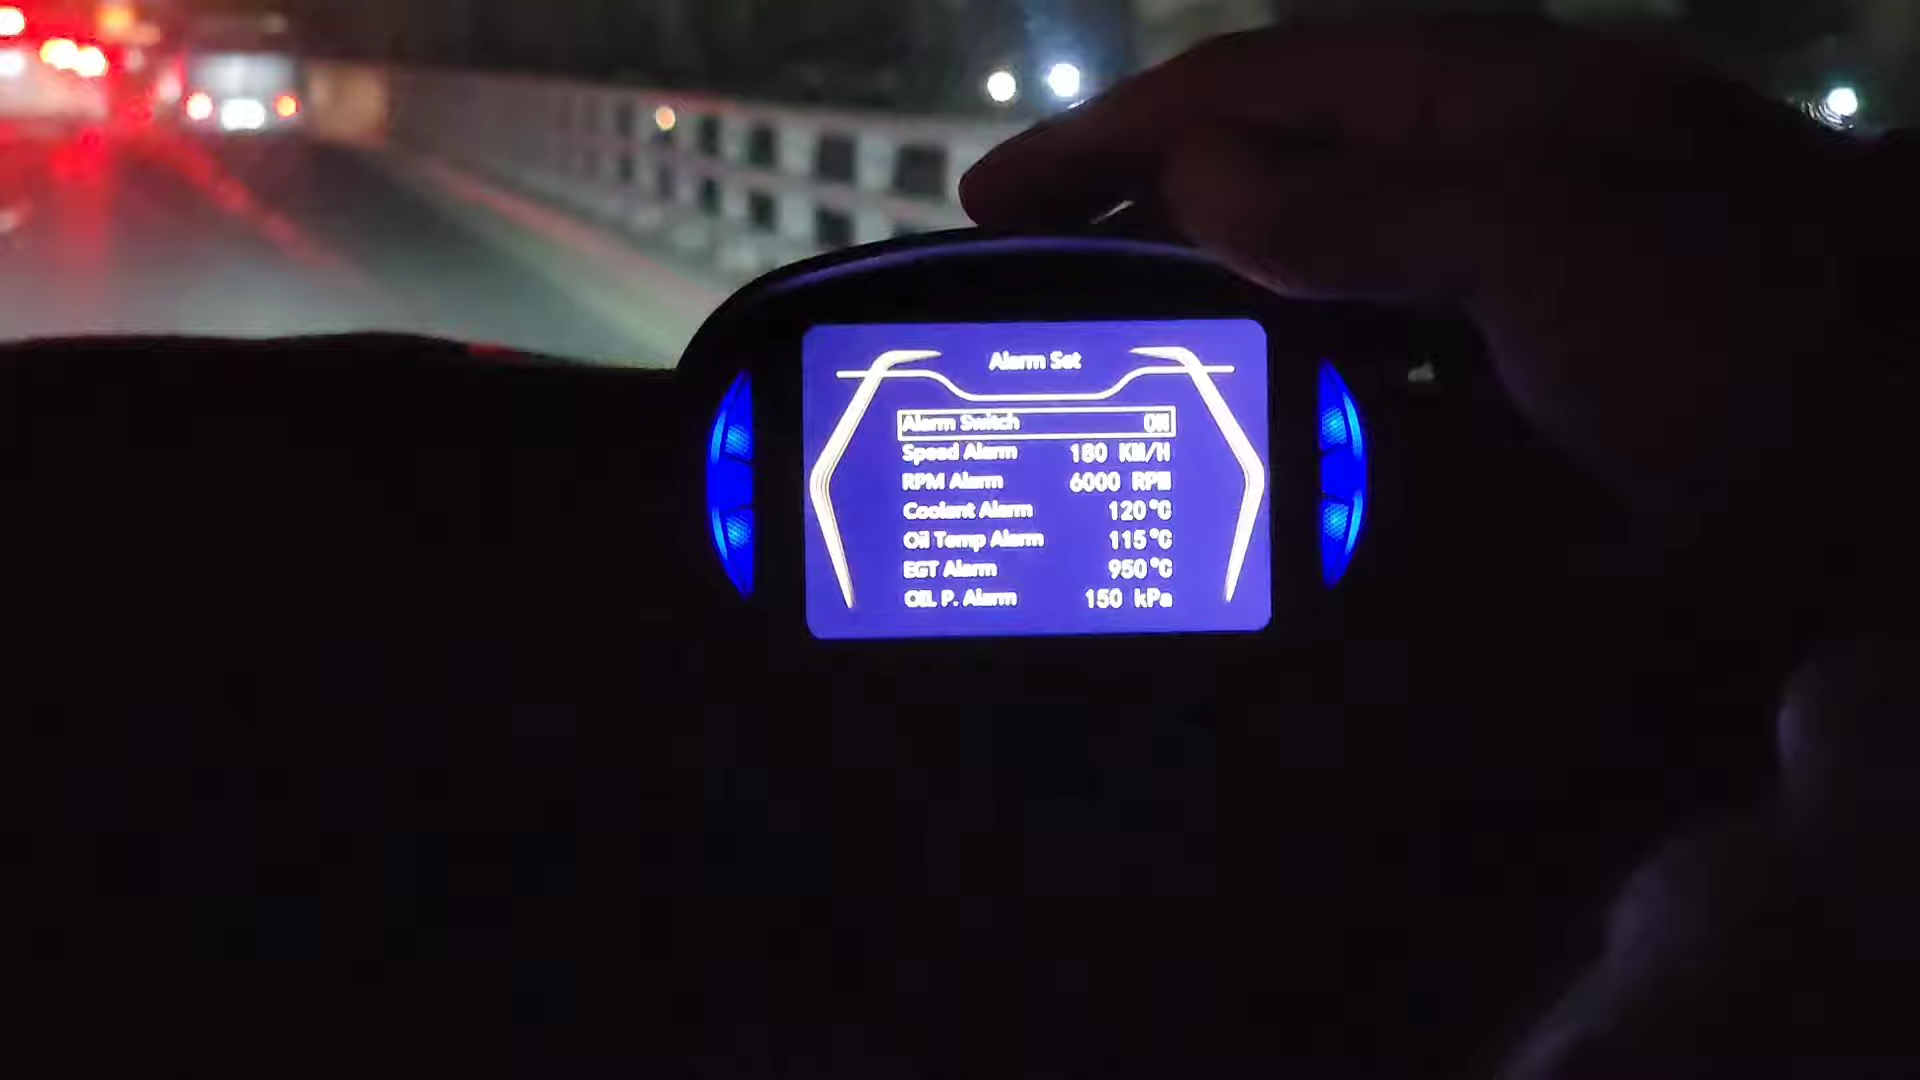 Alarm Set
Alarm Switch ON
Speed Alarm 180 KM/H
RPM Alarm 6000 RPM
Coolant Alarm 120°C
Oil Temp Alarm 115°C
EGT Alarm 950°C
OIL P. Alarm 150 kPa